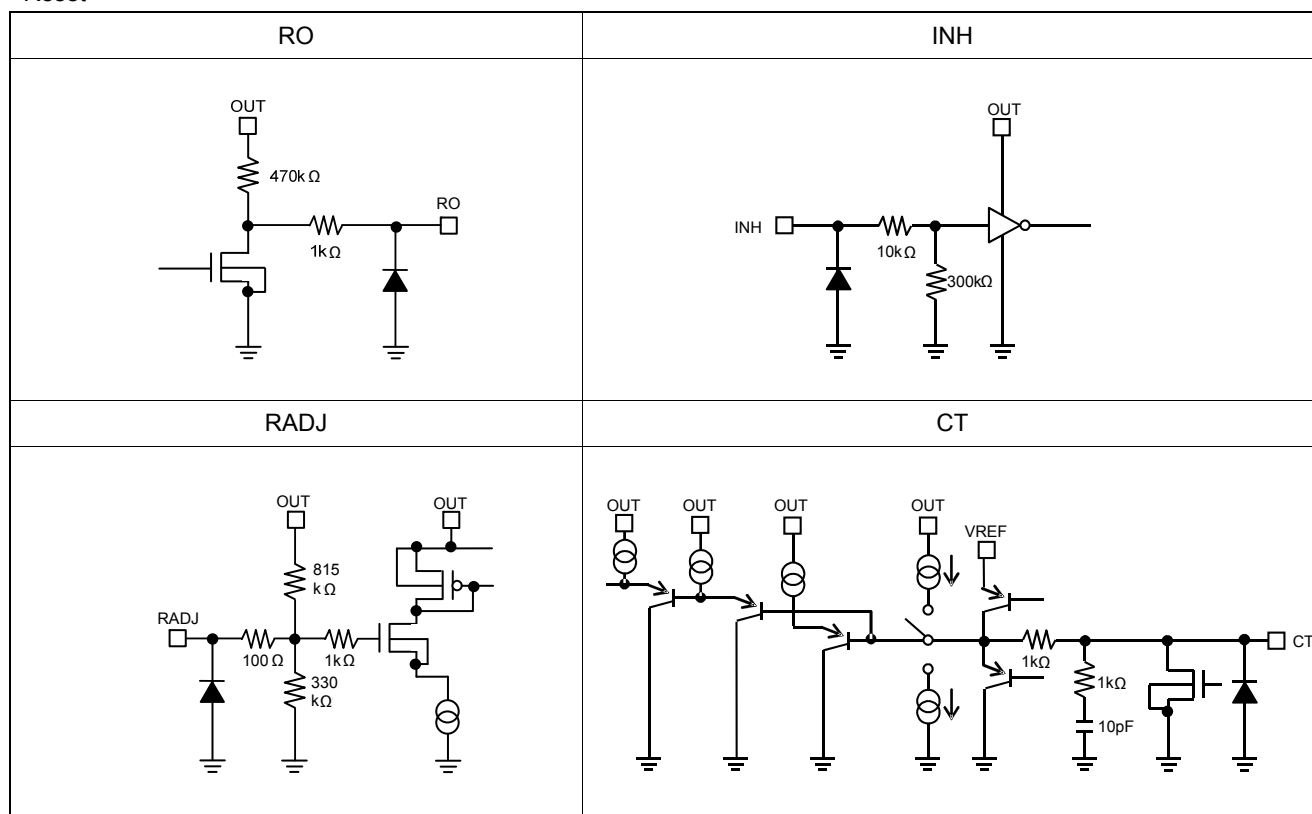 RO
INH
OUT
470kΩ
RO
1kΩ
OUT
INH
10kΩ
300kΩ
RADJ
CT
OUT
OUT
815
kΩ
RADJ
100Ω
1kΩ
330
kΩ
OUT
OUT
OUT
OUT
VREF
CT
1kΩ
1kΩ
10pF